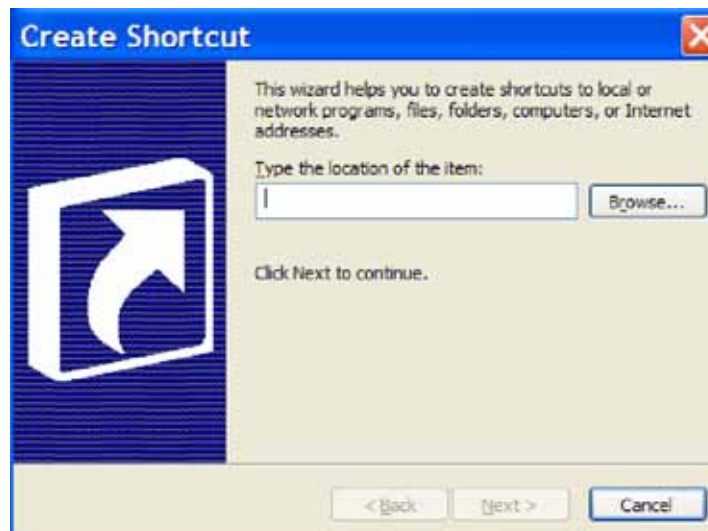 Create Shortcut
This wizard helps you to create shortcuts to local or
network programs, files, folders, computers, or Internet
addresses.
Type the location of the item:
Browse...
Click Next to continue.
< Back
Next >
Cancel